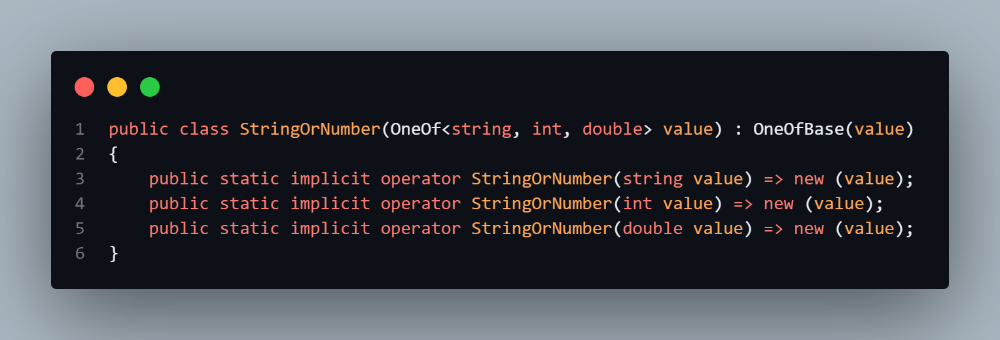 1 public class StringOrNumber(OneOf<string, int, double> value) : OneOfBase(value)
2 {
3     public static implicit operator StringOrNumber(string value) => new (value);
4     public static implicit operator StringOrNumber(int value) => new (value);
5     public static implicit operator StringOrNumber(double value) => new (value);
6 }